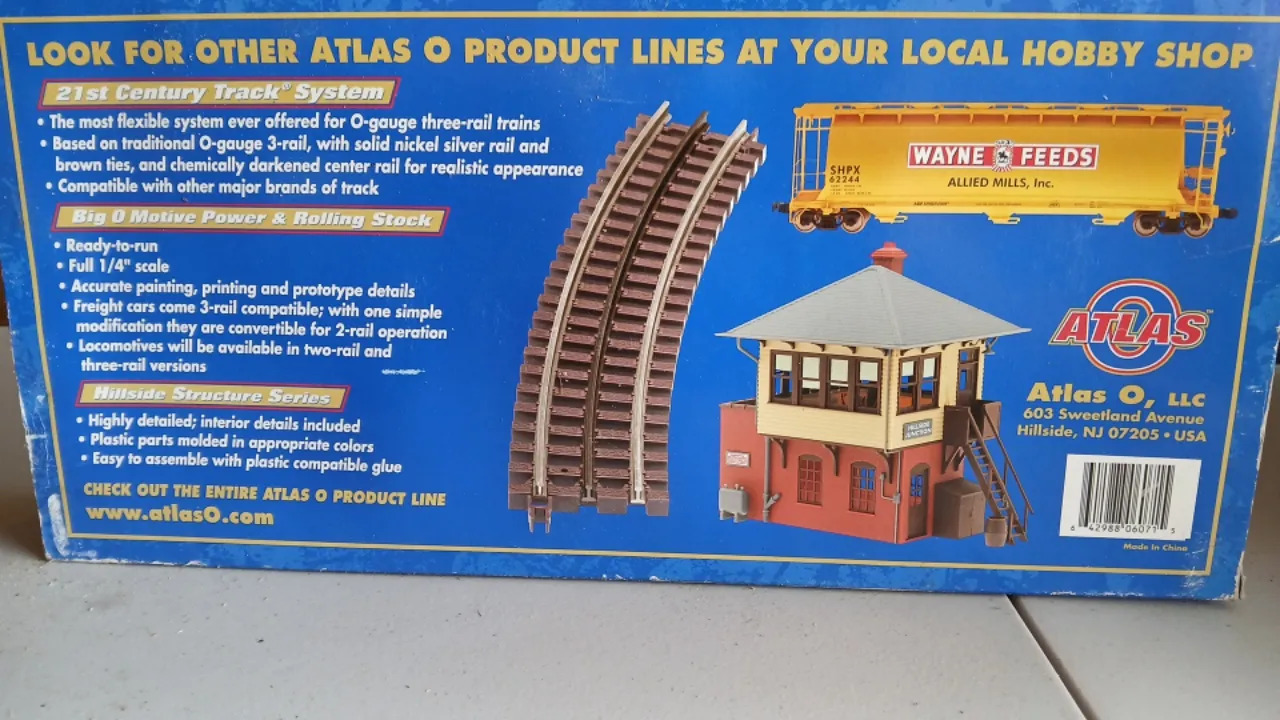 LOOK FOR OTHER ATLAS O PRODUCT LINES AT YOUR LOCAL HOBBY SHOP
21st Century Track® System
• The most flexible system ever offered for O-gauge three-rail trains
• Based on traditional O-gauge 3-rail, with solid nickel silver rail and
brown ties, and chemically darkened center rail for realistic appearance
• Compatible with other major brands of track
Big O Motive Power & Rolling Stock
• Ready-to-run
• Full 1/4" scale
• Accurate painting, printing and prototype details
• Freight cars come 3-rail compatible; with one simple
modification they are convertible for 2-rail operation
• Locomotives will be available in two-rail and
three-rail versions
Hillside Structure Series
• Highly detailed; interior details included
• Plastic parts molded in appropriate colors
• Easy to assemble with plastic compatible glue
CHECK OUT THE ENTIRE ATLAS O PRODUCT LINE
www.atlasO.com
WAYNE FEEDS
ALLIED MILLS, Inc.
SHPX
62244
HILLSIDE
JUNCTION
ATLAS™
Atlas O, LLC
603 Sweetland Avenue
Hillside, NJ 07205 • USA
6 42988 06071 5
Made in China